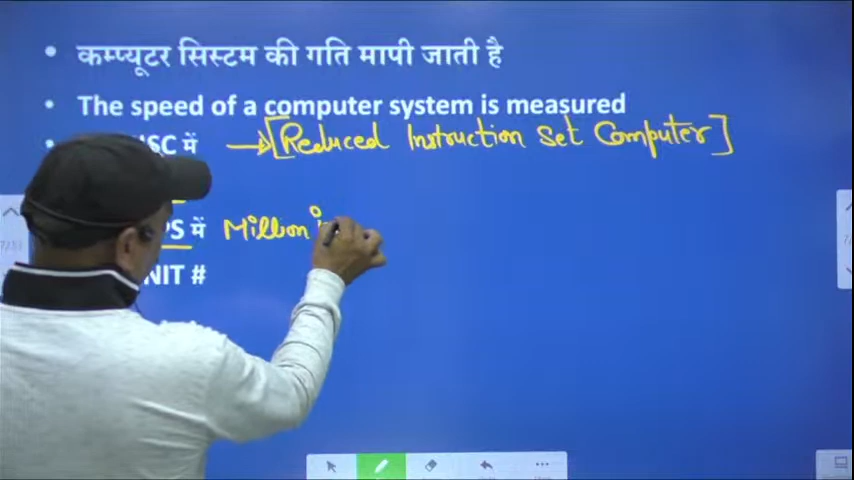 • कम्प्यूटर सिस्टम की गति मापी जाती है
• The speed of a computer system is measured
• में → [Reduced Instruction Set Computer]
में Million
NIT #